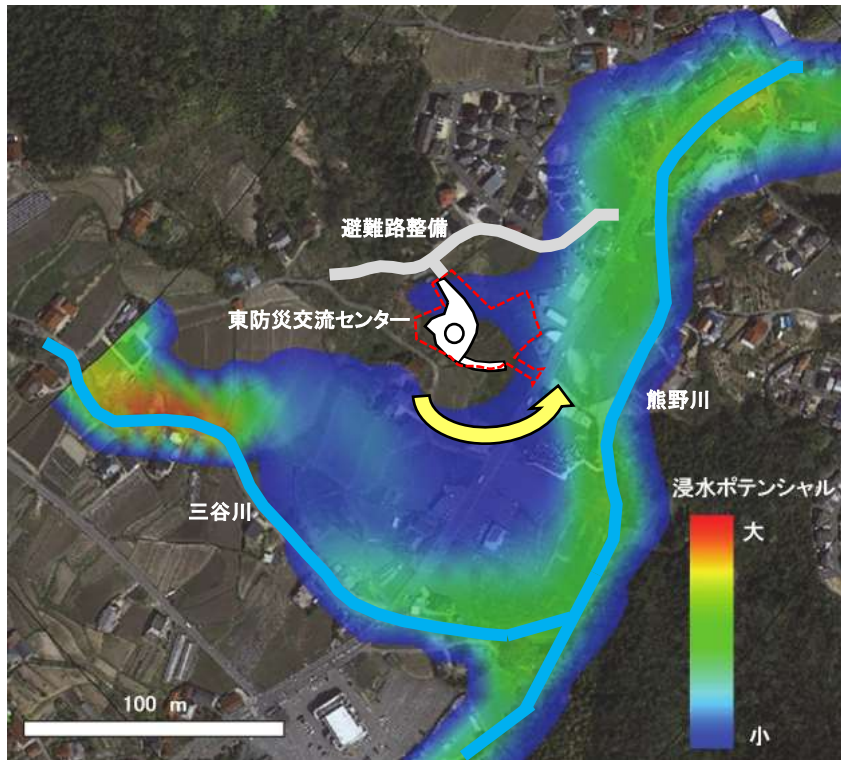 避難路整備
東防災交流センター
熊野川
三谷川
浸水ポテンシャル
大
小
100 m